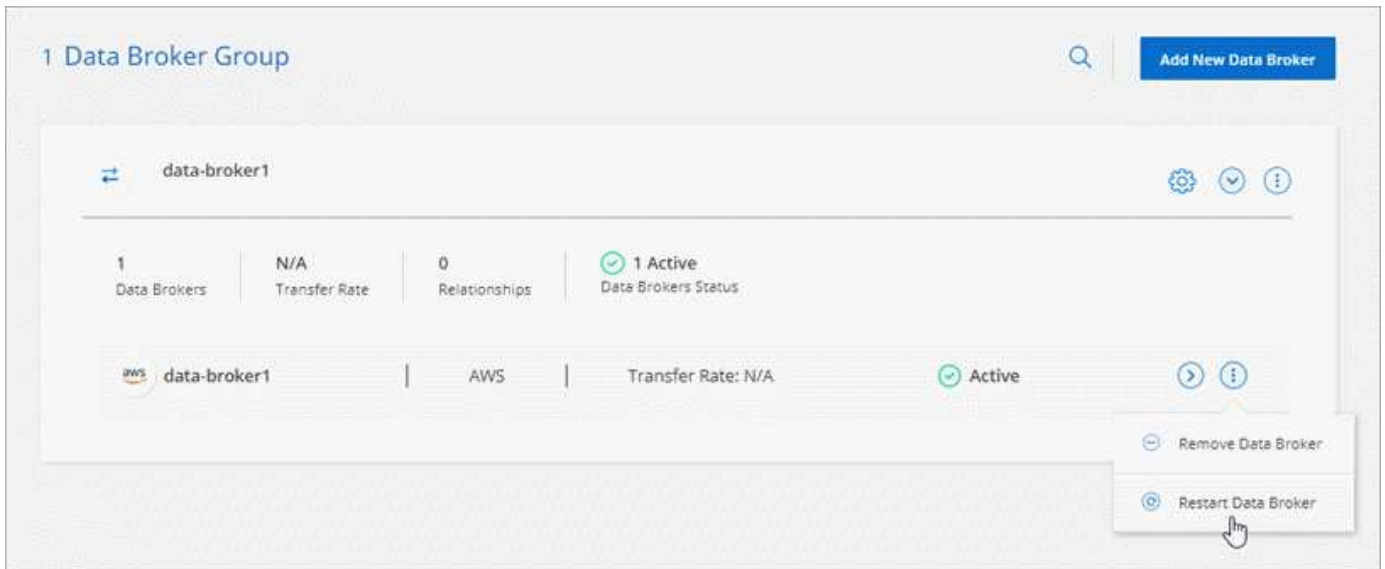 1 Data Broker Group
Add New Data Broker
data-broker1
1
Data Brokers
N/A
Transfer Rate
0
Relationships
1 Active
Data Brokers Status
aws data-broker1 | AWS | Transfer Rate: N/A Active
Remove Data Broker
Restart Data Broker